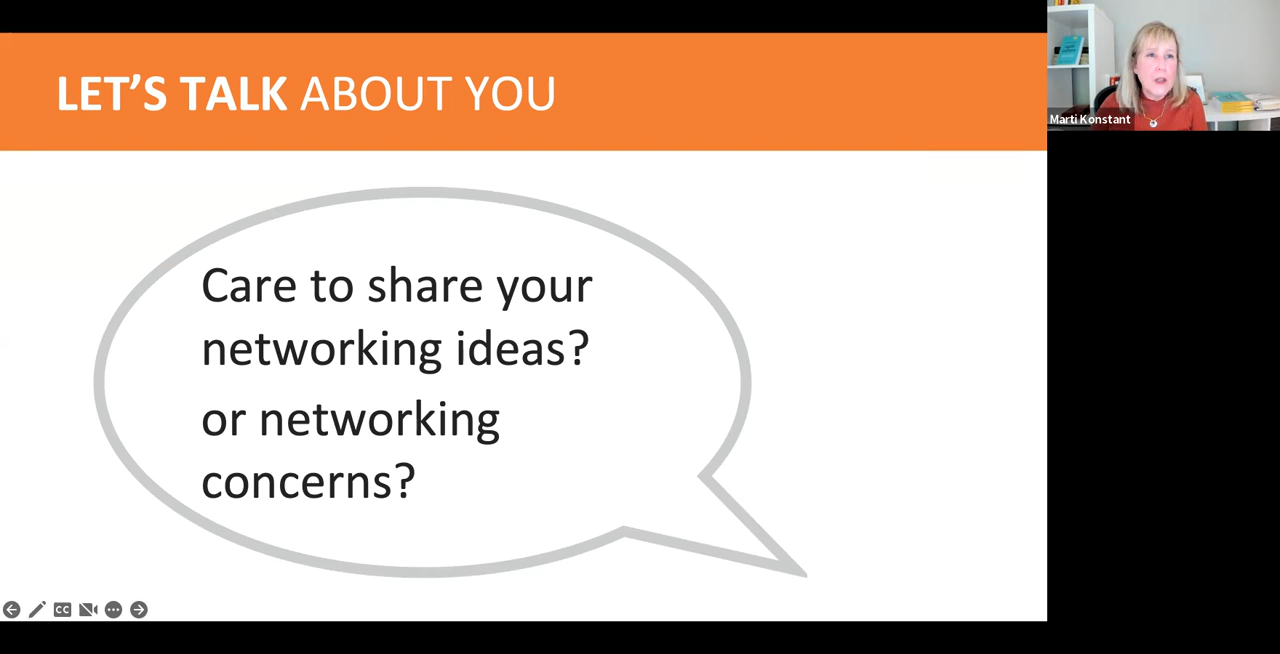 LET’S TALK ABOUT YOU
Care to share your
networking ideas?
or networking
concerns?
Marti Konstant
CC